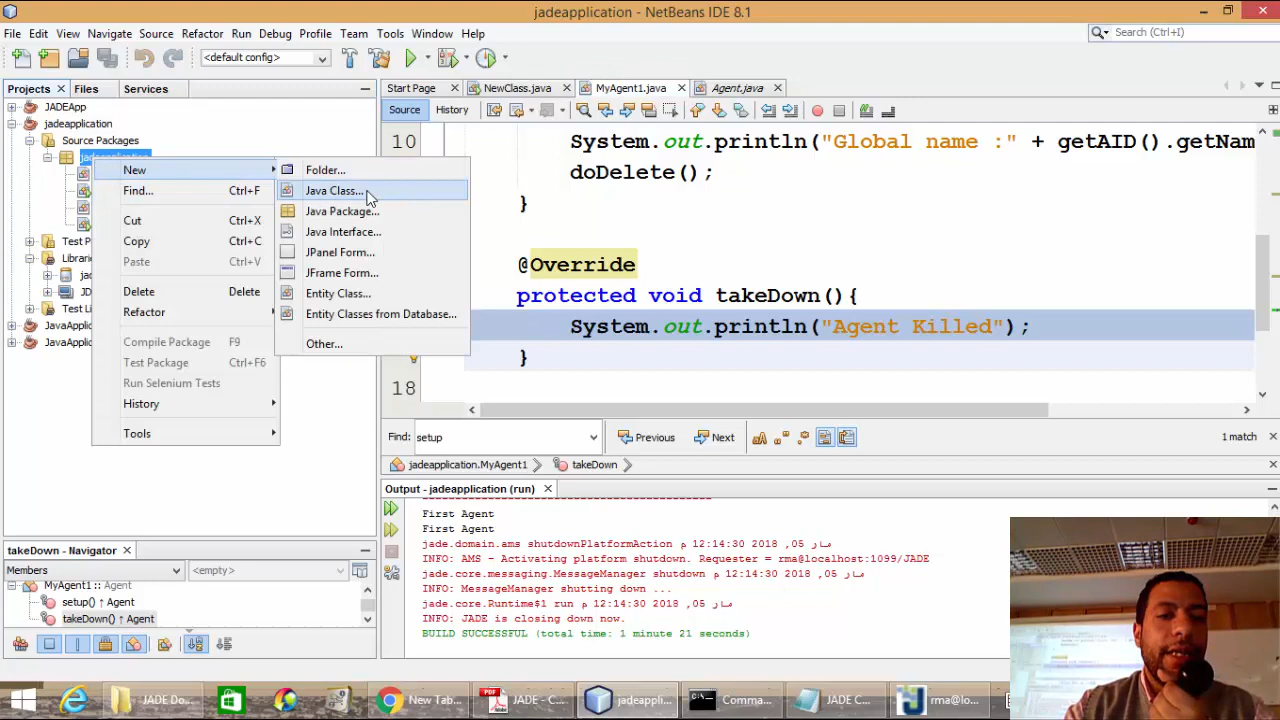 jadeapplication - NetBeans IDE 8.1
File Edit View Navigate Source Refactor Run Debug Profile Team Tools Window Help
Search (Ctrl+I)
<default config>
Projects Files Services
Start Page NewClass.java MyAgent1.java Agent.java
JADEApp
jadeapplication
Source Packages
Test P
Librari
ja
JD
Test Li
JavaApplic
JavaApplic
New
Find... Ctrl+F
Cut Ctrl+X
Copy Ctrl+C
Paste Ctrl+V
Delete Delete
Refactor
Compile Package F9
Test Package Ctrl+F6
Run Selenium Tests
History
Tools
Folder...
Java Class...
Java Package...
Java Interface...
JPanel Form...
JFrame Form...
Entity Class...
Entity Classes from Database...
Other...
Source History
10 System.out.println("Global name :" + getAID().getNam
doDelete();
}
@Override
protected void takeDown(){
System.out.println("Agent Killed");
}
18
Find: setup Previous Next 1 match
jadeapplication.MyAgent1 takeDown
takeDown - Navigator
Members <empty>
MyAgent1 :: Agent
setup() ↑ Agent
takeDown() ↑ Agent
Output - jadeapplication (run)
First Agent
First Agent
jade.domain.ams shutdownPlatformAction م 12:14:30 2018 ,05 مار
INFO: AMS - Activating platform shutdown. Requester = rma@localhost:1099/JADE
jade.core.messaging.MessageManager shutdown م 12:14:30 2018 ,05 مار
INFO: MessageManager shutting down ...
jade.core.Runtime$1 run م 12:14:30 2018 ,05 مار
INFO: JADE is closing down now.
BUILD SUCCESSFUL (total time: 1 minute 21 seconds)
JADE Do... New Tab... JADE - C... jadeappli... Comma... JADE C... rma@lo...